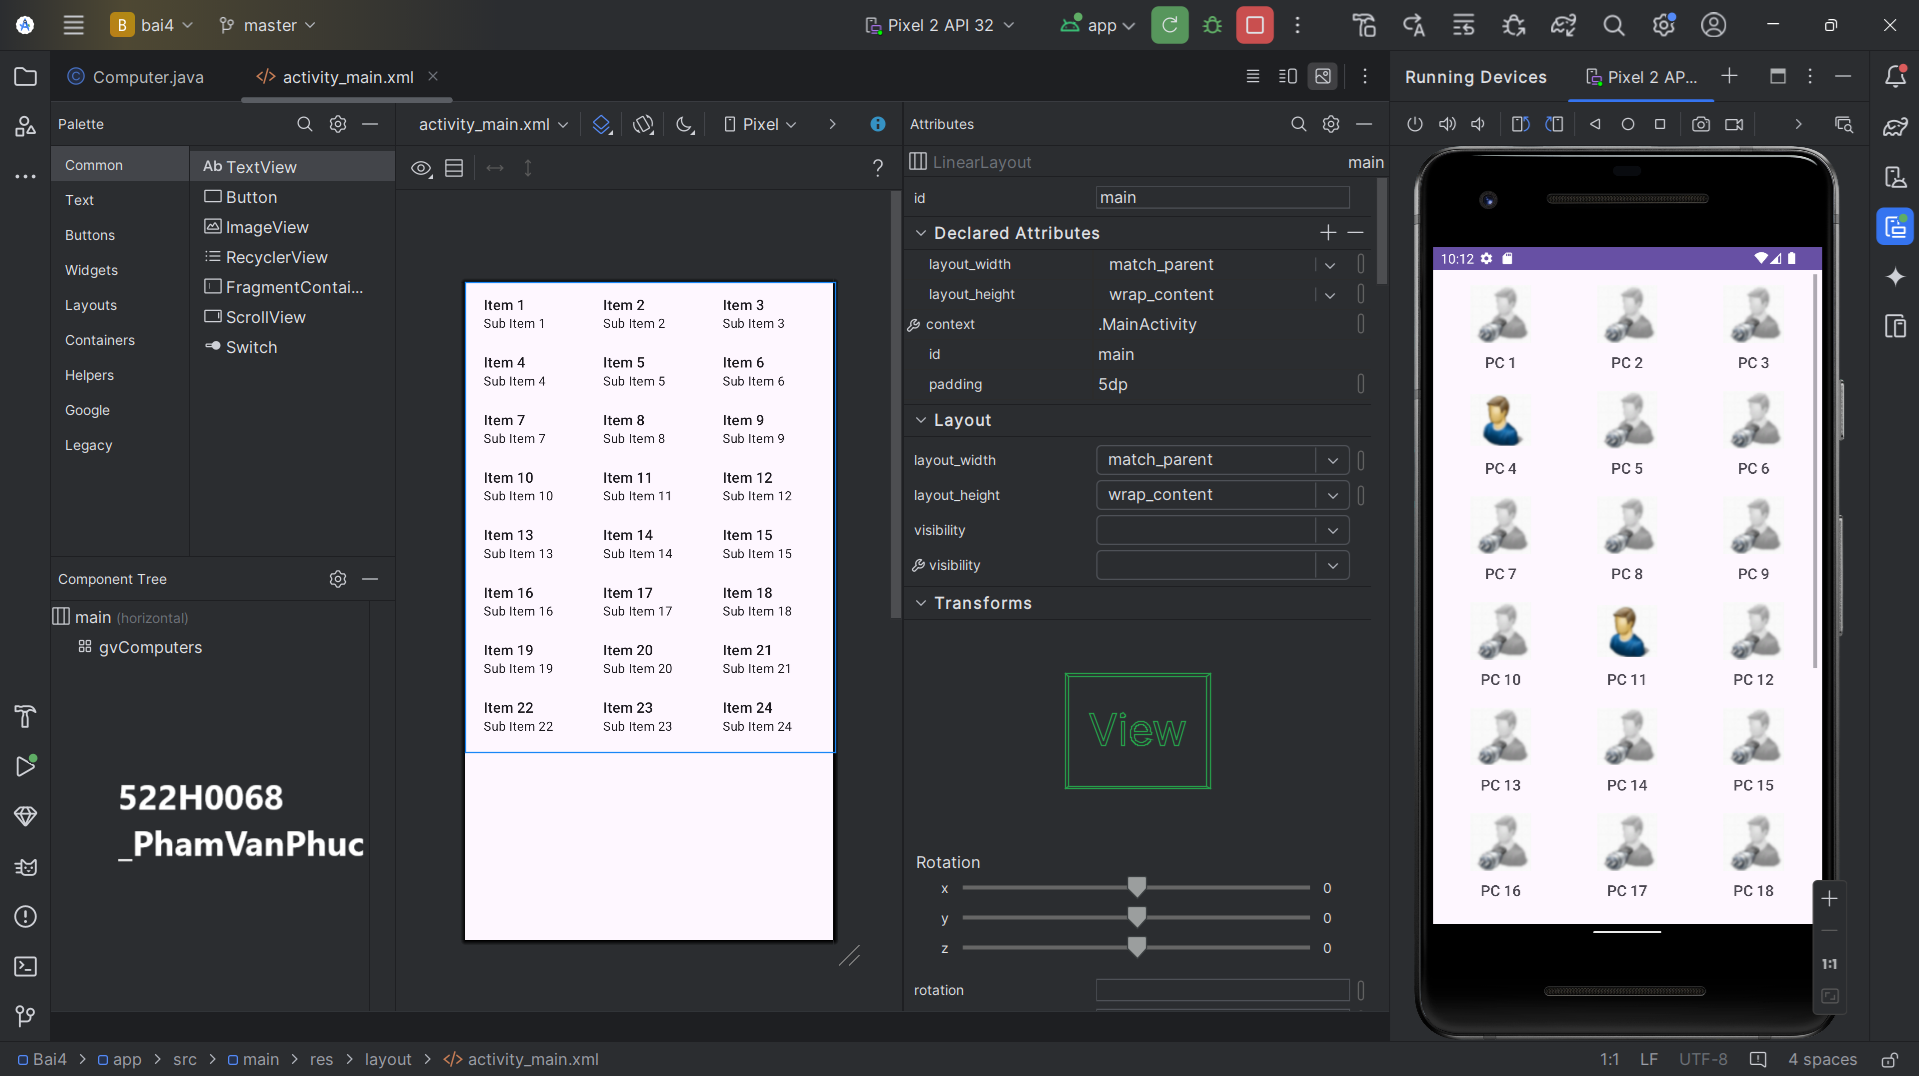 B bai4
master
Pixel 2 API 32
app
Computer.java
activity_main.xml
Running Devices
Pixel 2 AP...
Palette
activity_main.xml
Pixel
Attributes
Common
Text
Buttons
Widgets
Layouts
Containers
Helpers
Google
Legacy
Ab TextView
Button
ImageView
RecyclerView
FragmentContai...
ScrollView
Switch
?
LinearLayout
main
id
main
Declared Attributes
layout_width
match_parent
layout_height
wrap_content
context
.MainActivity
id
main
padding
5dp
Layout
layout_width
match_parent
layout_height
wrap_content
visibility
visibility
Transforms
View
Rotation
x
0
y
0
z
0
rotation
Component Tree
main (horizontal)
gvComputers
522H0068
_PhamVanPhuc
Item 1
Sub Item 1
Item 2
Sub Item 2
Item 3
Sub Item 3
Item 4
Sub Item 4
Item 5
Sub Item 5
Item 6
Sub Item 6
Item 7
Sub Item 7
Item 8
Sub Item 8
Item 9
Sub Item 9
Item 10
Sub Item 10
Item 11
Sub Item 11
Item 12
Sub Item 12
Item 13
Sub Item 13
Item 14
Sub Item 14
Item 15
Sub Item 15
Item 16
Sub Item 16
Item 17
Sub Item 17
Item 18
Sub Item 18
Item 19
Sub Item 19
Item 20
Sub Item 20
Item 21
Sub Item 21
Item 22
Sub Item 22
Item 23
Sub Item 23
Item 24
Sub Item 24
10:12
PC 1
PC 2
PC 3
PC 4
PC 5
PC 6
PC 7
PC 8
PC 9
PC 10
PC 11
PC 12
PC 13
PC 14
PC 15
PC 16
PC 17
PC 18
1:1
Bai4 > app > src > main > res > layout > activity_main.xml
1:1
LF
UTF-8
4 spaces